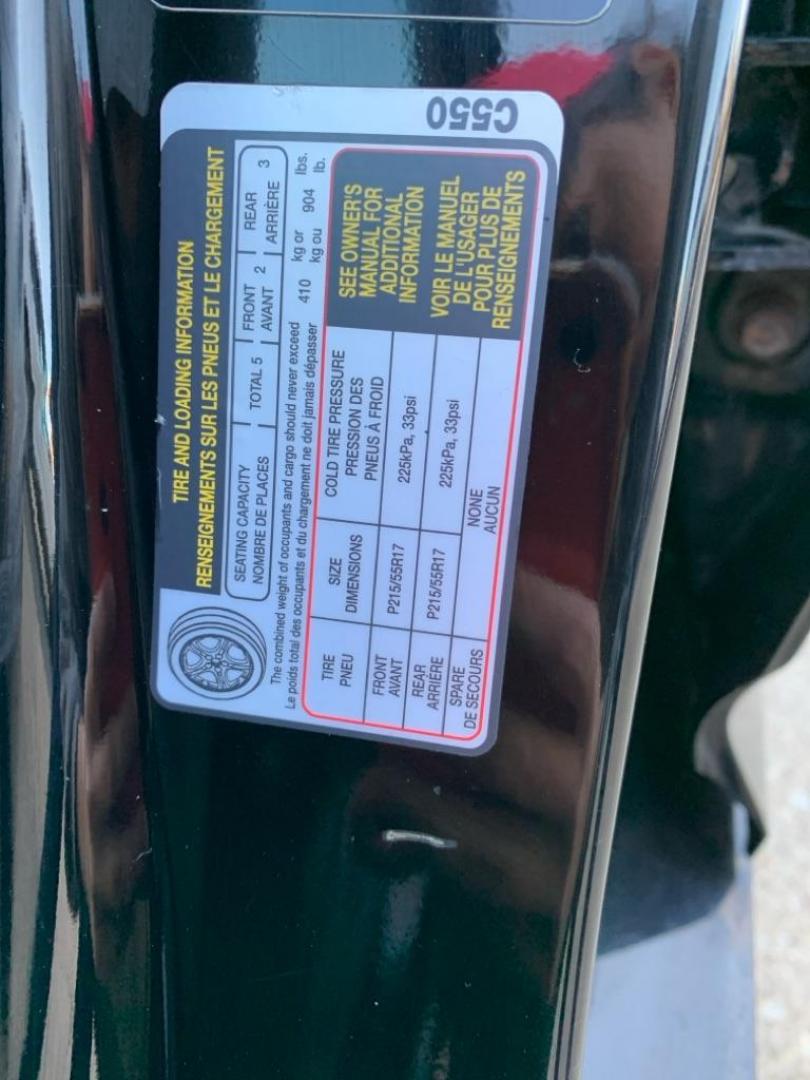 C550
TIRE AND LOADING INFORMATION
RENSEIGNEMENTS SUR LES PNEUS ET LE CHARGEMENT
SEATING CAPACITY
NOMBRE DE PLACES
TOTAL 5
FRONT
AVANT
2
REAR
ARRIÈRE
3
The combined weight of occupants and cargo should never exceed
Le poids total des occupants et du chargement ne doit jamais dépasser
410
kg or
kg ou
904
lbs.
lb.
TIRE
PNEU
SIZE
DIMENSIONS
COLD TIRE PRESSURE
PRESSION DES
PNEUS À FROID
FRONT
AVANT
P215/55R17
225kPa, 33psi
REAR
ARRIÈRE
P215/55R17
225kPa, 33psi
SPARE
DE SECOURS
NONE
AUCUN
SEE OWNER'S
MANUAL FOR
ADDITIONAL
INFORMATION
VOIR LE MANUEL
DE L'USAGER
POUR PLUS DE
RENSEIGNEMENTS